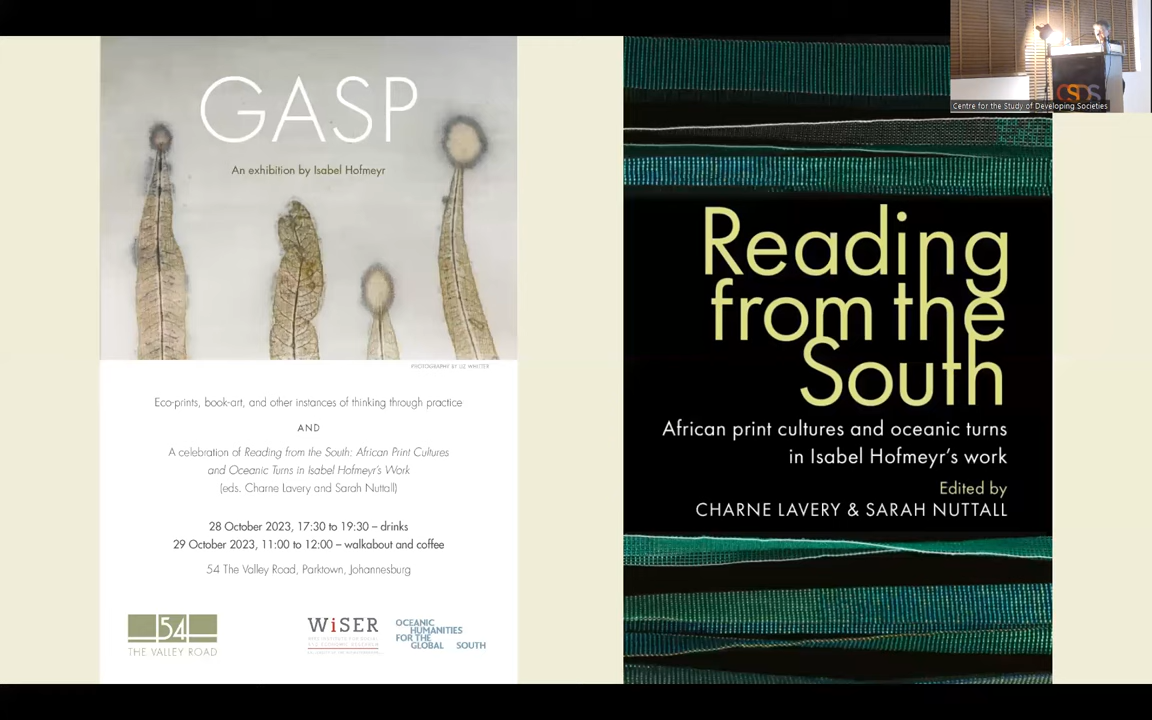 GASP
An exhibition by Isabel Hofmeyr
PHOTOGRAPHY BY LIZ WHITTER
Eco-prints, book-art, and other instances of thinking through practice
AND
A celebration of Reading from the South: African Print Cultures
and Oceanic Turns in Isabel Hofmeyr's Work
(eds. Charne Lavery and Sarah Nuttall)
28 October 2023, 17:30 to 19:30 – drinks
29 October 2023, 11:00 to 12:00 – walkabout and coffee
54 The Valley Road, Parktown, Johannesburg
54
THE VALLEY ROAD
WiSER
OCEANIC
HUMANITIES
FOR THE
GLOBAL SOUTH
Reading
from the
South
African print cultures and oceanic turns
in Isabel Hofmeyr's work
Edited by
CHARNE LAVERY & SARAH NUTTALL
CSDS
Centre for the Study of Developing Societies